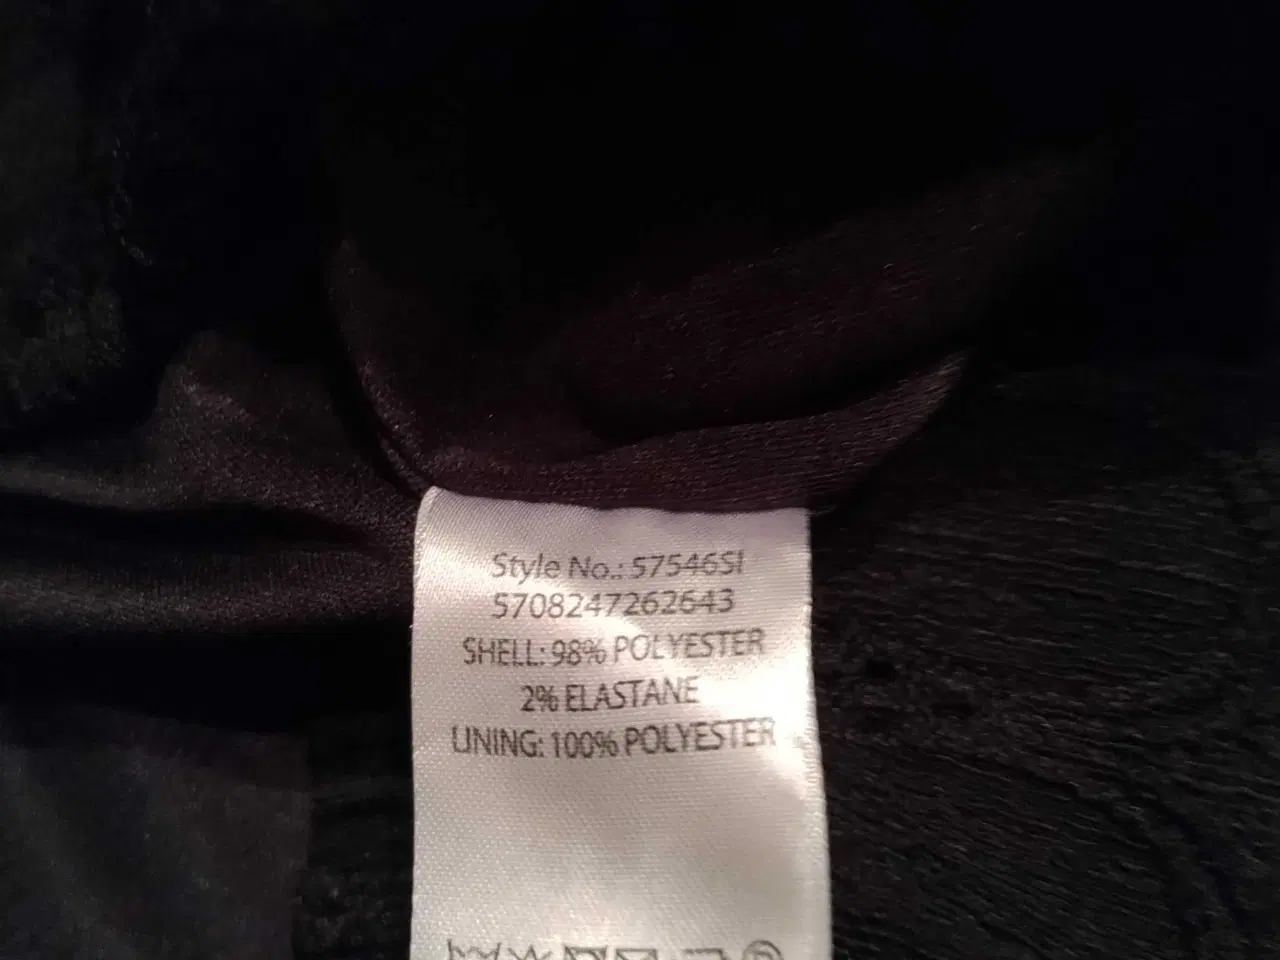 Style No.: 57546SI
5708247262643
SHELL: 98% POLYESTER
2% ELASTANE
LINING: 100% POLYESTER